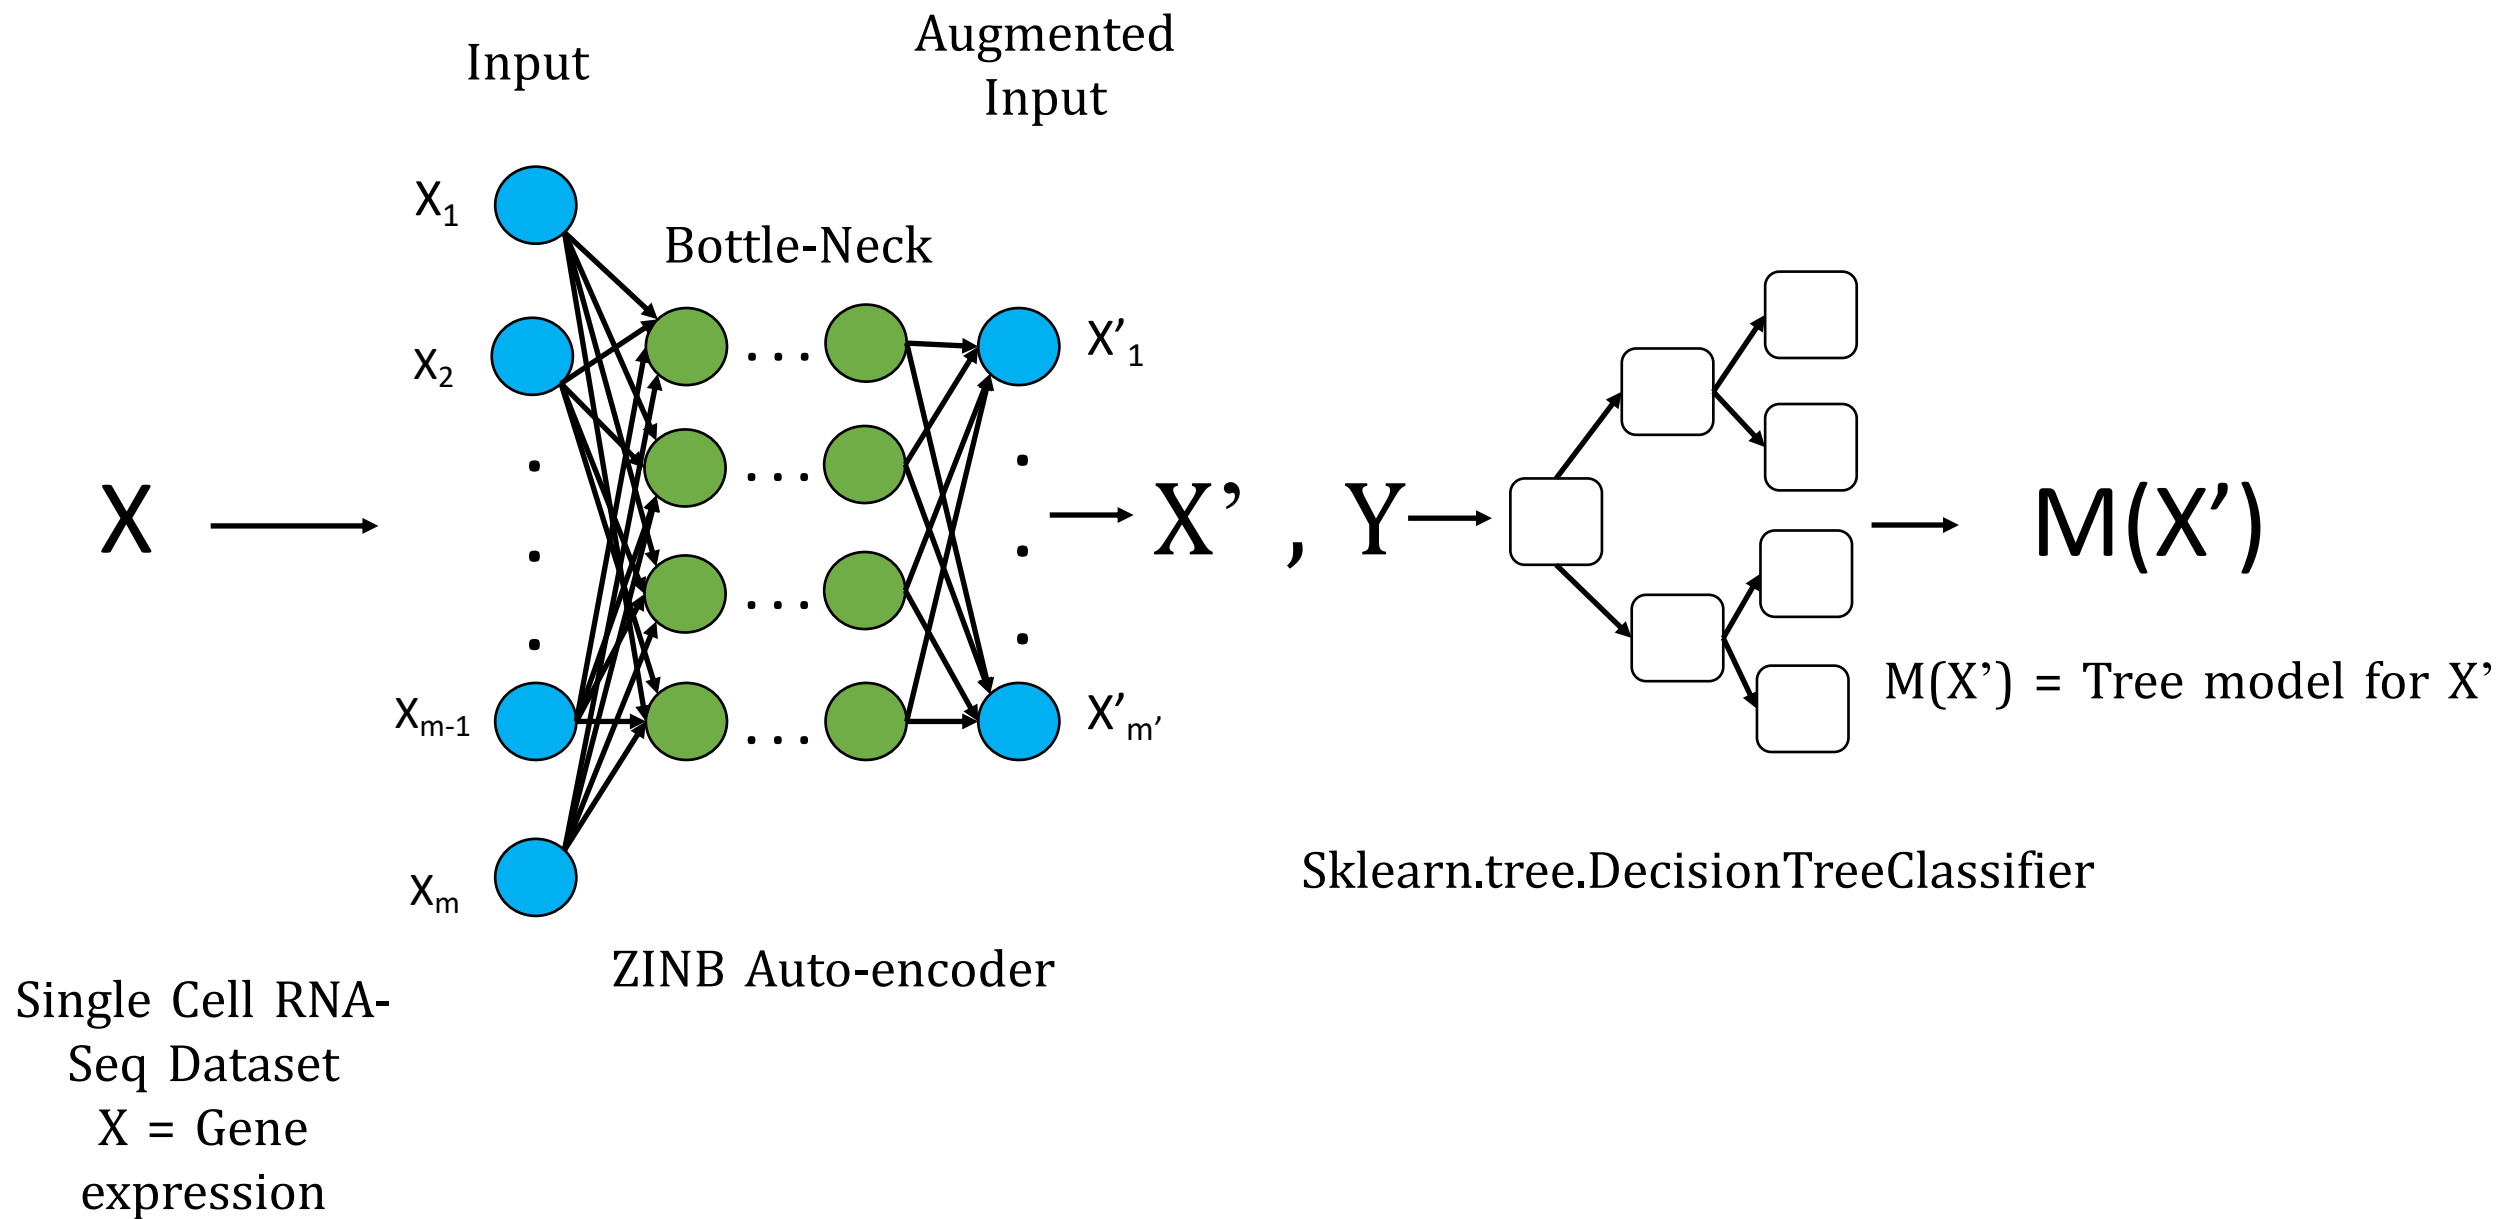 Input
Augmented
Input
X1
Bottle-Neck
X2
. . .
X’1
. . .
. . .
. . .
X
X’ , Y
M(X’)
Xm-1
X’m’
M(X’) = Tree model for X’
Xm
Sklearn.tree.DecisionTreeClassifier
ZINB Auto-encoder
Single Cell RNA-
Seq Dataset
X = Gene
expression